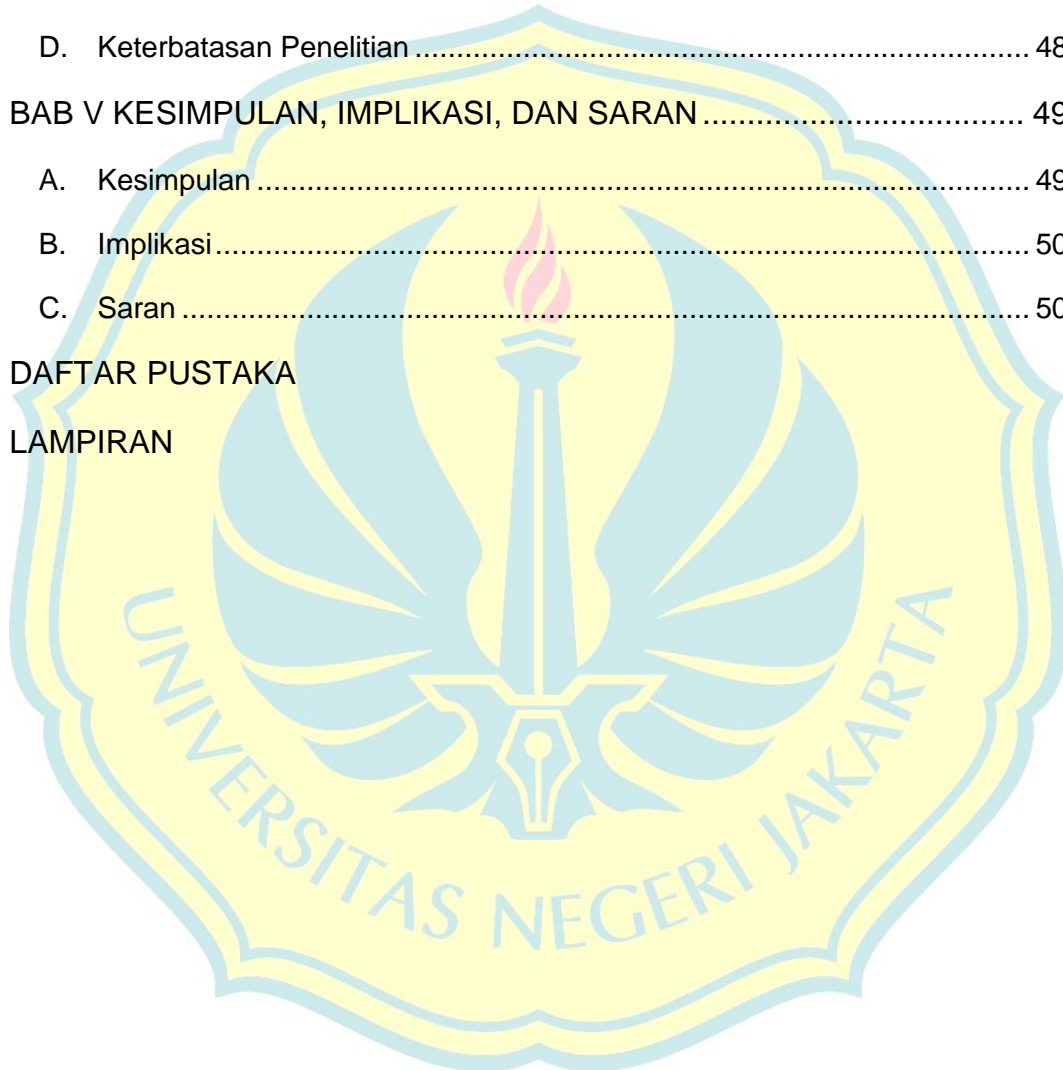 D. Keterbatasan Penelitian ........................................................................... 48
BAB V KESIMPULAN, IMPLIKASI, DAN SARAN .................................... 49
A. Kesimpulan .............................................................................................. 49
B. Implikasi ................................................................................................... 50
C. Saran ....................................................................................................... 50
DAFTAR PUSTAKA
LAMPIRAN
UNIVERSITAS NEGERI JAKARTA